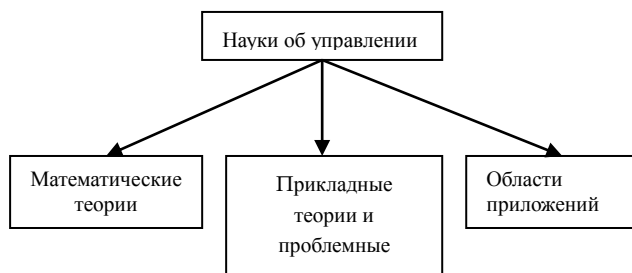 Науки об управлении
Математические
теории
Прикладные
теории и
проблемные
Области
приложений